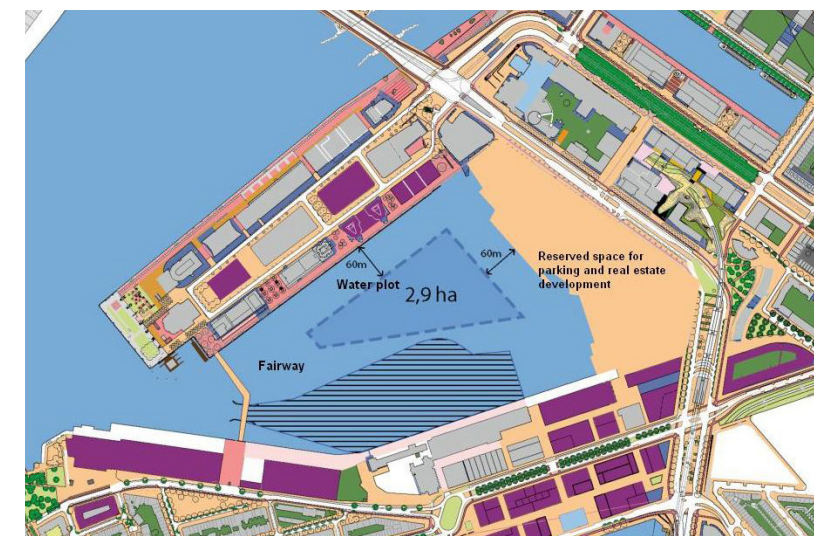 60m
Water plot
2,9 ha
60m
Reserved space for
parking and real estate
development
Fairway